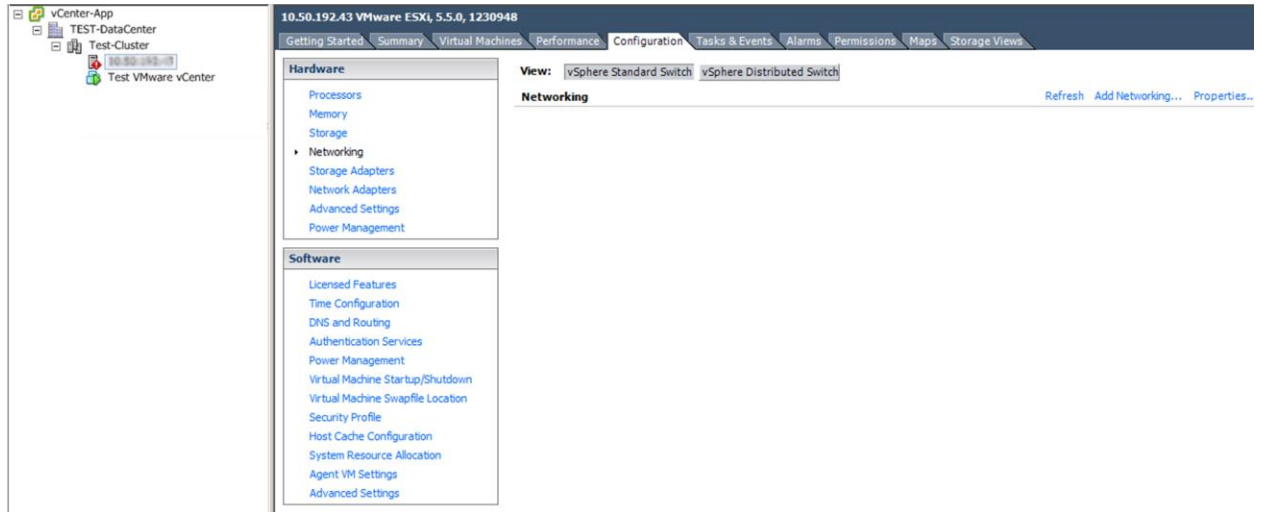 vCenter-App
TEST-DataCenter
Test-Cluster
Test VMware vCenter
10.50.192.43 VMware ESXi, 5.5.0, 1230948
Getting Started Summary Virtual Machines Performance Configuration Tasks & Events Alarms Permissions Maps Storage Views
Hardware
Processors
Memory
Storage
Networking
Storage Adapters
Network Adapters
Advanced Settings
Power Management
Software
Licensed Features
Time Configuration
DNS and Routing
Authentication Services
Power Management
Virtual Machine Startup/Shutdown
Virtual Machine Swapfile Location
Security Profile
Host Cache Configuration
System Resource Allocation
Agent VM Settings
Advanced Settings
View: vSphere Standard Switch vSphere Distributed Switch
Networking Refresh Add Networking... Properties..